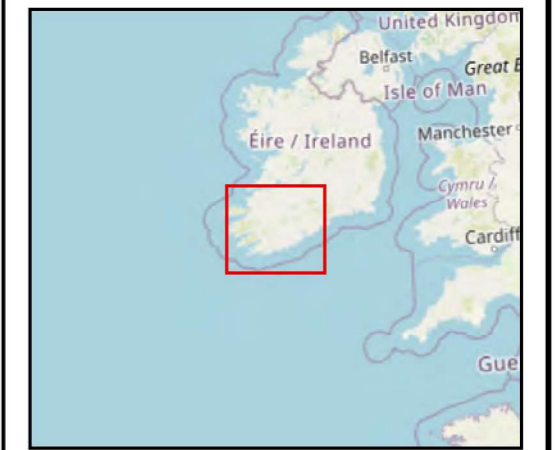 United Kingdom
Belfast
Great
Isle of Man
Éire / Ireland
Manchester
Cymru /
Wales
Cardiff
Gue